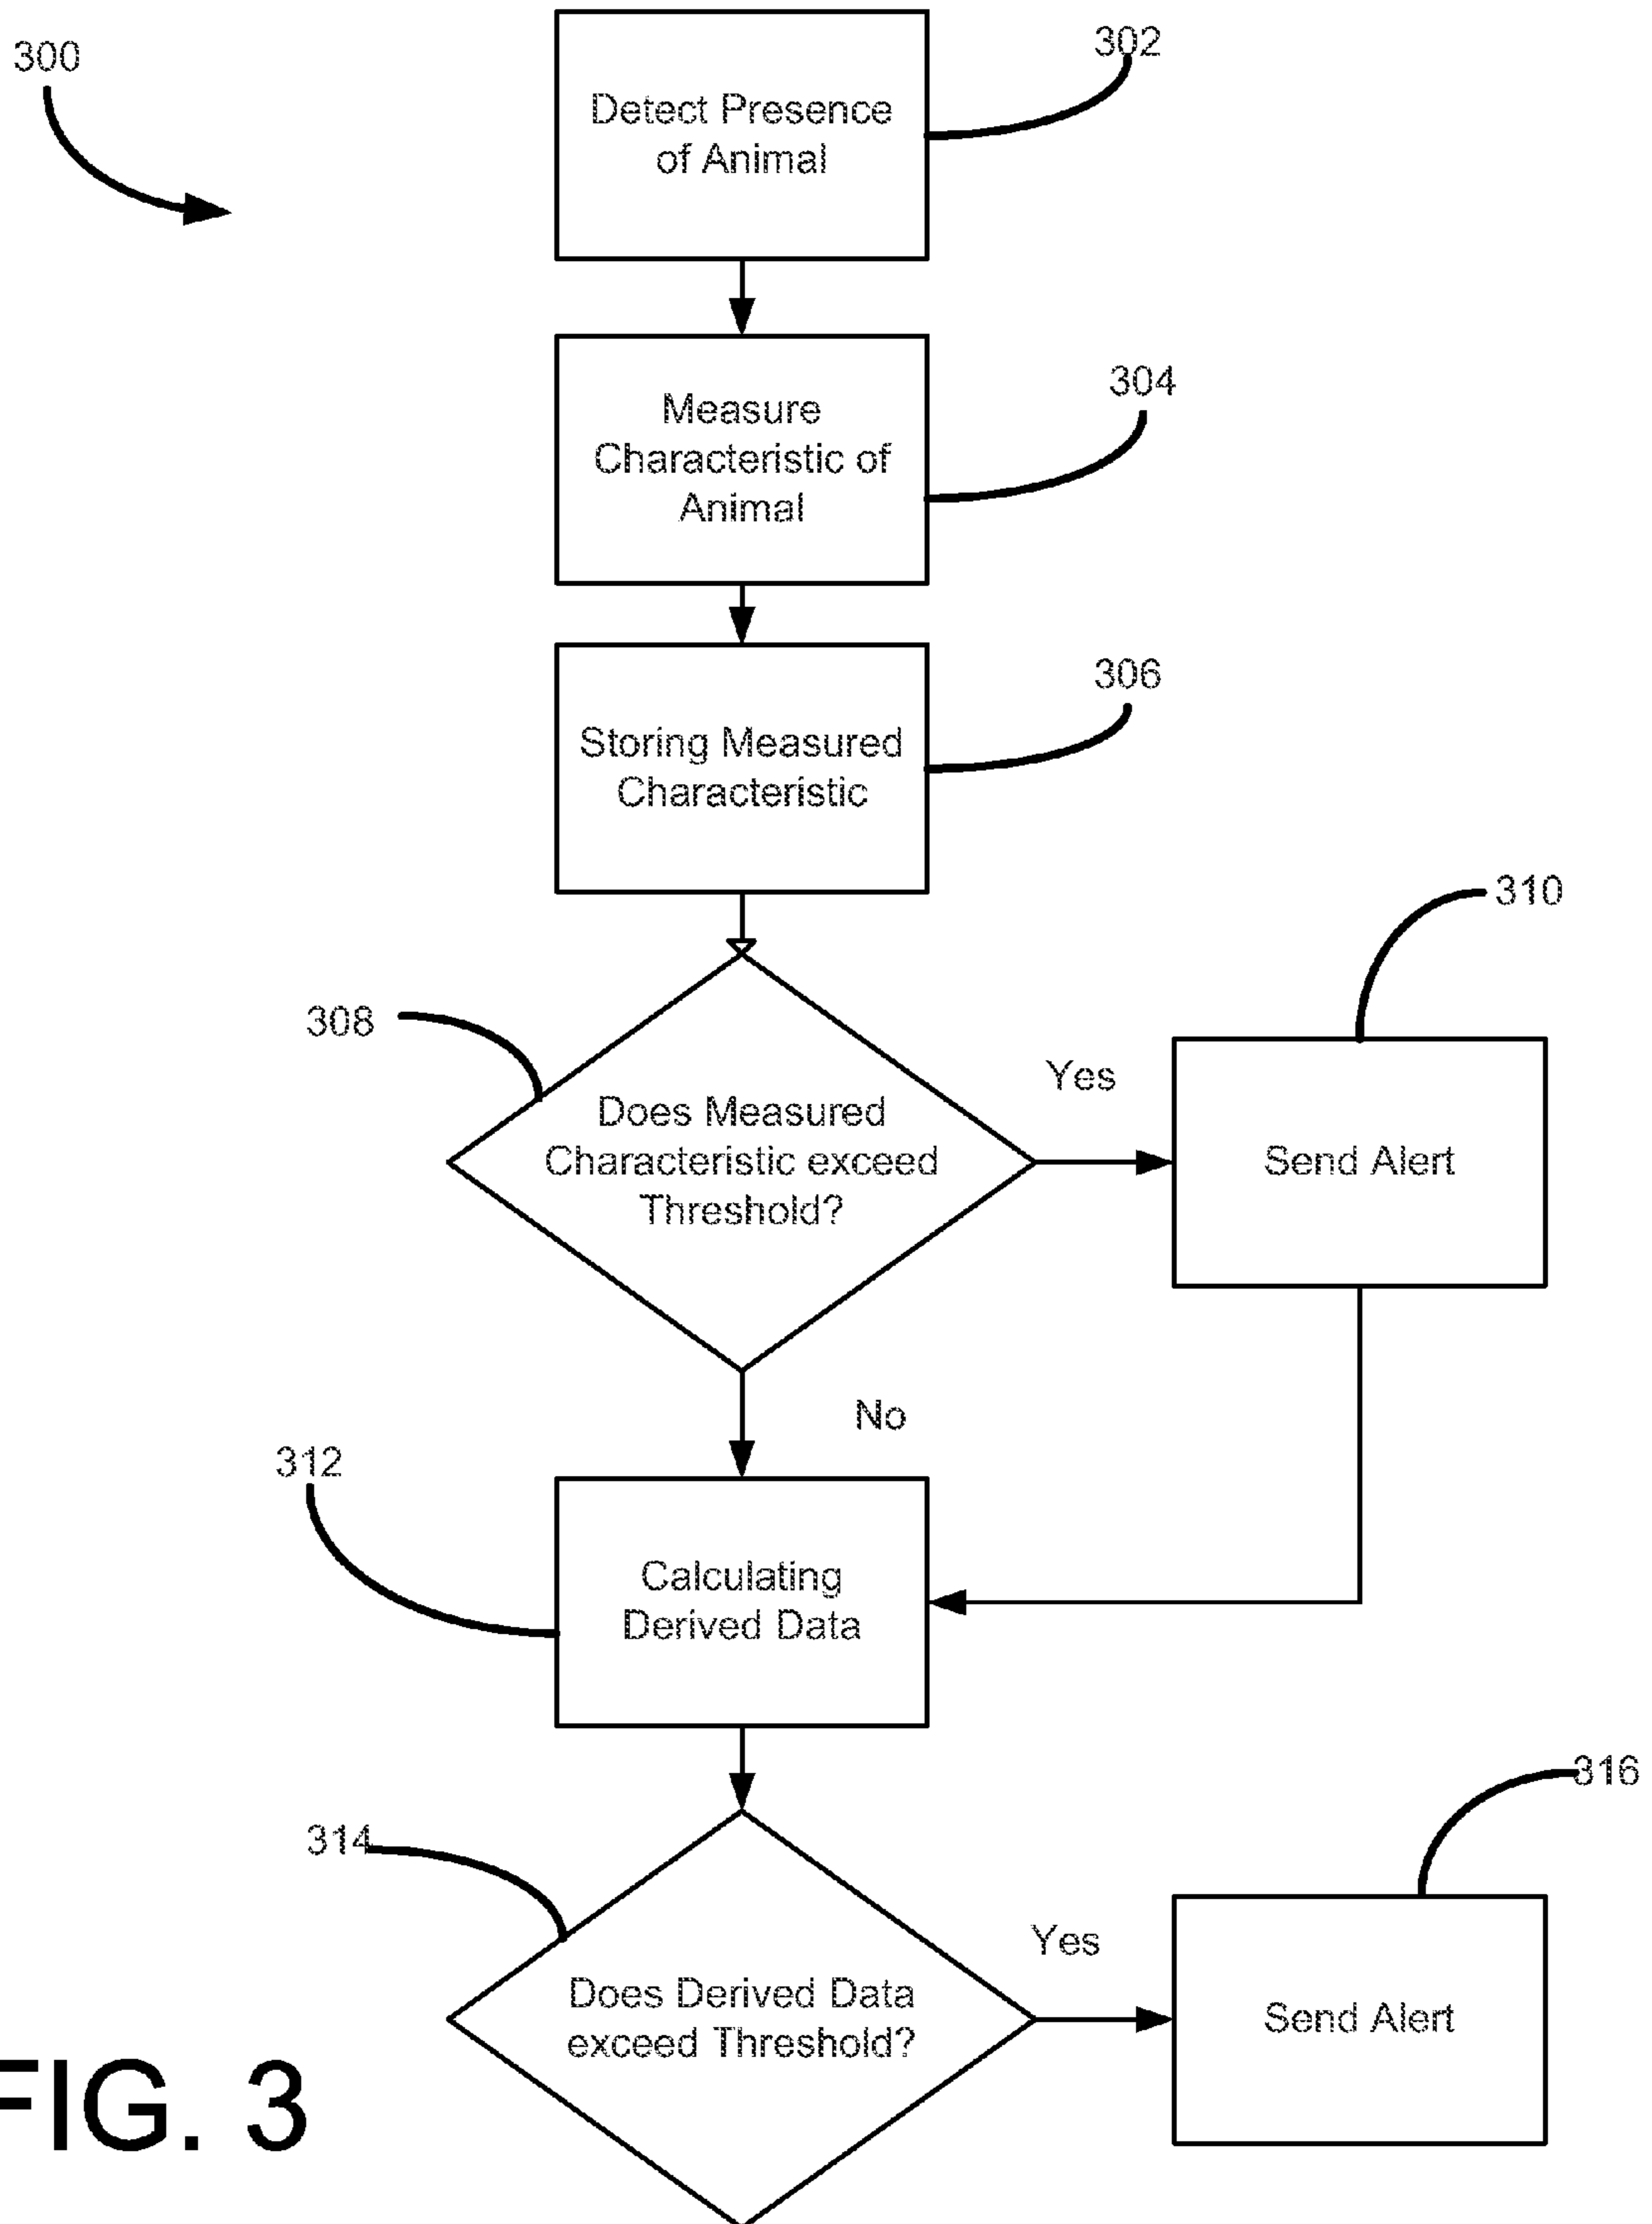 300
302
Detect Presence
of Animal
304
Measure
Characteristic of
Animal
306
Storing Measured
Characteristic
310
308
Yes
Does Measured
Characteristic exceed
Threshold?
Send Alert
No
312
Calculating
Derived Data
316
314
Yes
Does Derived Data
exceed Threshold?
Send Alert
FIG. 3